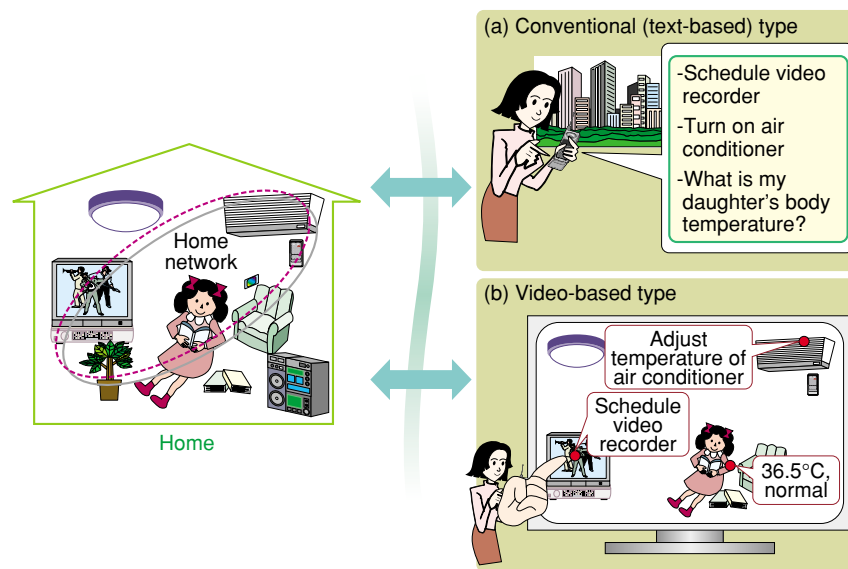 Home
network
Home
(a) Conventional (text-based) type
-Schedule video
recorder
-Turn on air
conditioner
-What is my
daughter’s body
temperature?
(b) Video-based type
Adjust
temperature of
air conditioner
Schedule
video
recorder
36.5°C,
normal